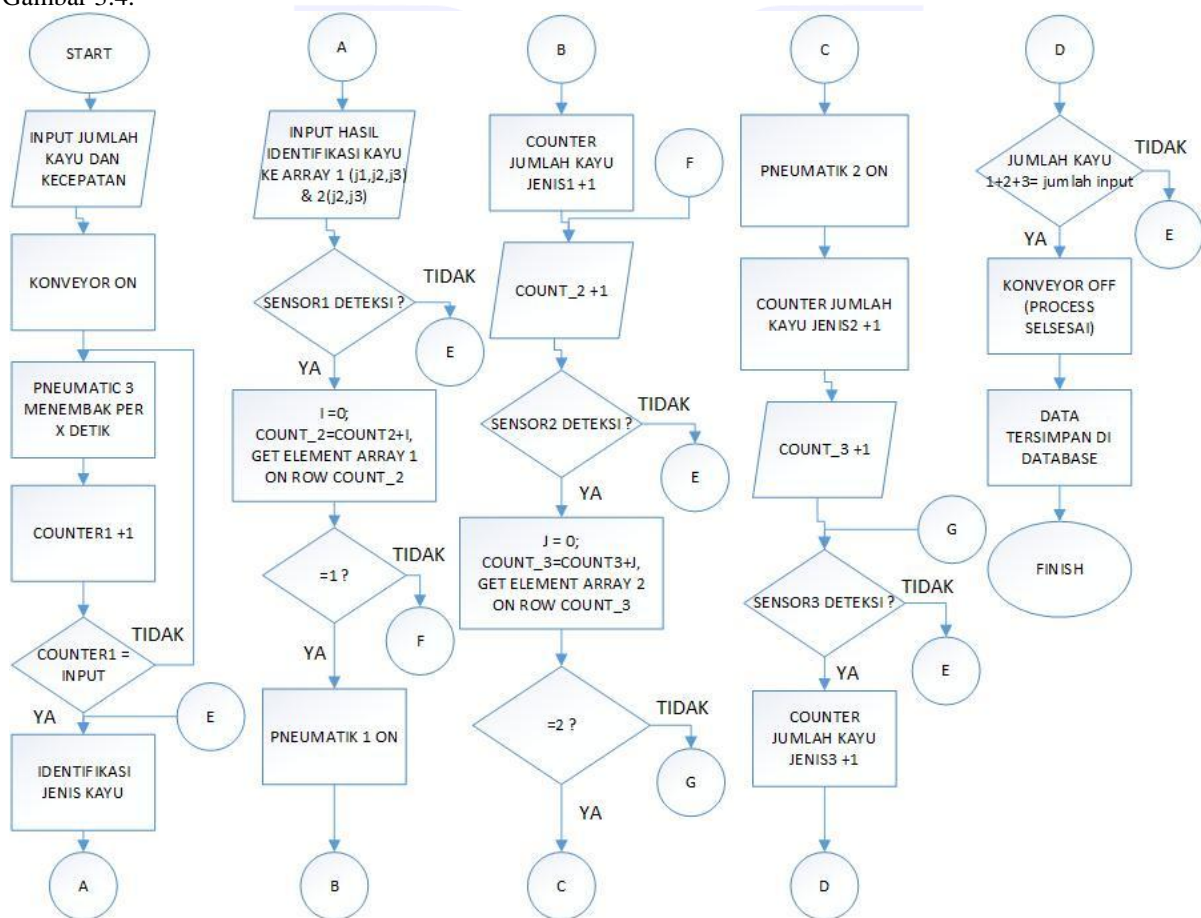 Gambar 3.4.
START
INPUT JUMLAH
KAYU DAN
KECEPATAN
KONVEYOR ON
PNEUMATIC 3
MENEMBAK PER
X DETIK
COUNTER1 +1
TIDAK
COUNTER1 =
INPUT
YA
E
IDENTIFIKASI
JENIS KAYU
A
A
INPUT HASIL
IDENTIFIKASI KAYU
KE ARRAY 1 (j1,j2,j3)
& 2(j2,j3)
TIDAK
SENSOR1 DETEKSI ?
E
YA
I =0;
COUNT_2=COUNT2+I,
GET ELEMENT ARRAY 1
ON ROW COUNT_2
TIDAK
=1 ?
F
YA
PNEUMATIK 1 ON
B
B
COUNTER
JUMLAH KAYU
JENIS1 +1
F
COUNT_2 +1
TIDAK
SENSOR2 DETEKSI ?
E
YA
J = 0;
COUNT_3=COUNT3+J,
GET ELEMENT ARRAY 2
ON ROW COUNT_3
TIDAK
=2 ?
G
YA
C
C
PNEUMATIK 2 ON
COUNTER JUMLAH
KAYU JENIS2 +1
COUNT_3 +1
G
TIDAK
SENSOR3 DETEKSI ?
E
YA
COUNTER
JUMLAH KAYU
JENIS3 +1
D
D
TIDAK
JUMLAH KAYU
1+2+3= jumlah input
E
YA
KONVEYOR OFF
(PROCESS
SELSESAI)
DATA
TERSIMPAN DI
DATABASE
FINISH